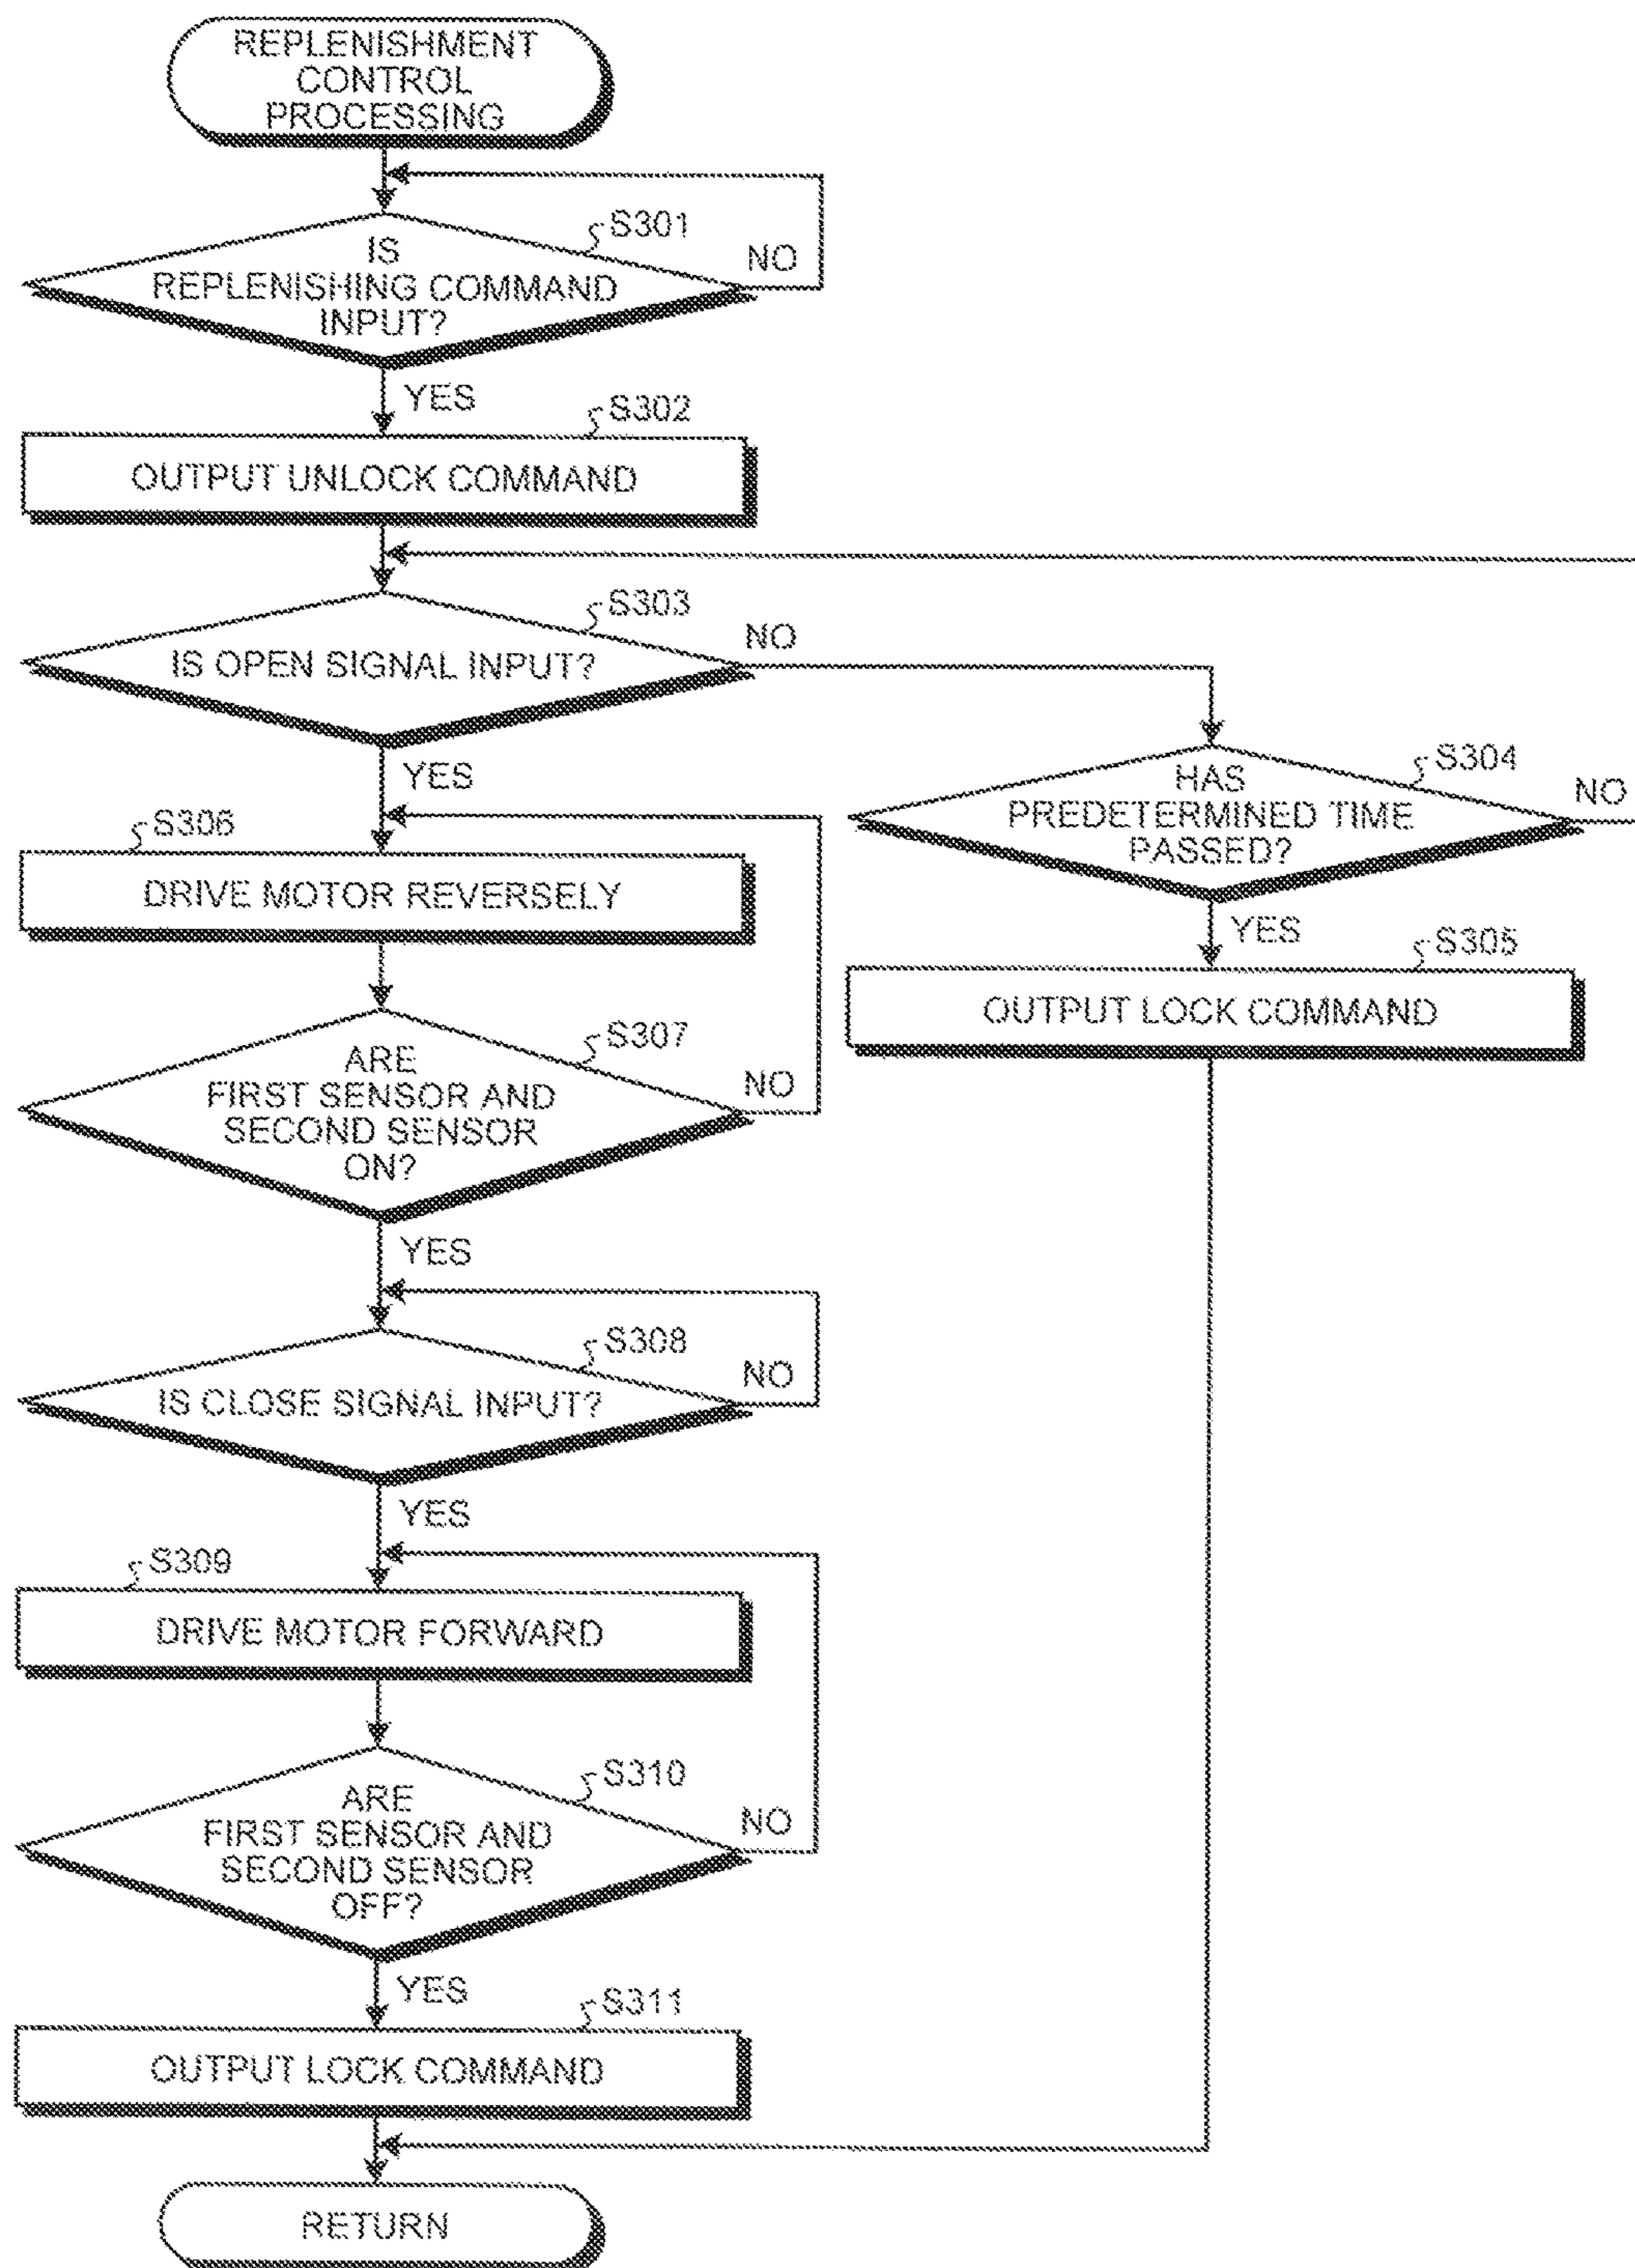 REPLENISHMENT
CONTROL
PROCESSING
S301
IS
REPLENISHING COMMAND
INPUT?
NO
YES
S302
OUTPUT UNLOCK COMMAND
S303
IS OPEN SIGNAL INPUT?
NO
YES
S304
HAS
PREDETERMINED TIME
PASSED?
NO
YES
S305
OUTPUT LOCK COMMAND
S306
DRIVE MOTOR REVERSELY
S307
ARE
FIRST SENSOR AND
SECOND SENSOR
ON?
NO
YES
S308
IS CLOSE SIGNAL INPUT?
NO
YES
S309
DRIVE MOTOR FORWARD
S310
ARE
FIRST SENSOR AND
SECOND SENSOR
OFF?
NO
YES
S311
OUTPUT LOCK COMMAND
RETURN